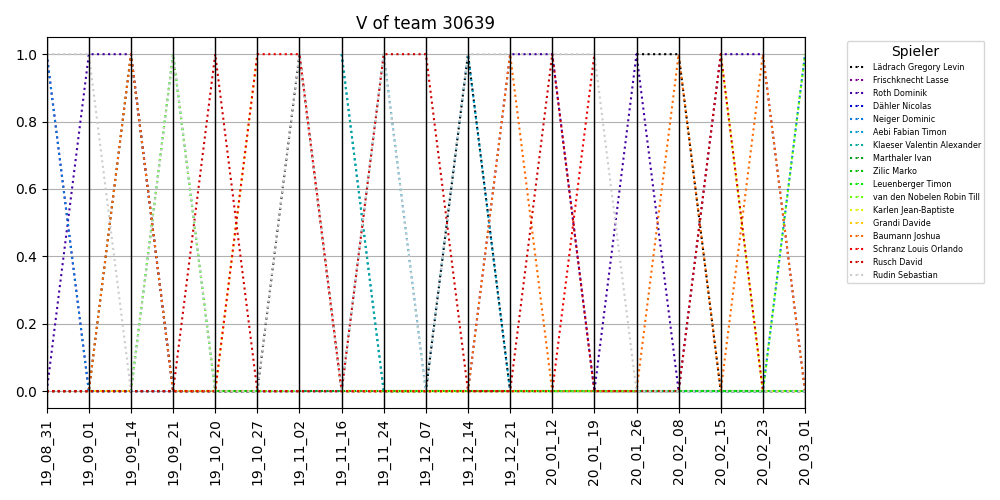 V of team 30639
1.0
0.8
0.6
0.4
0.2
0.0
19_08_31
19_09_01
19_09_14
19_09_21
19_10_20
19_10_27
19_11_02
19_11_16
19_11_24
19_12_07
19_12_14
19_12_21
20_01_12
20_01_19
20_01_26
20_02_08
20_02_15
20_02_23
20_03_01
Spieler
Lädrach Gregory Levin
Frischknecht Lasse
Roth Dominik
Dähler Nicolas
Neiger Dominic
Aebi Fabian Timon
Klaeser Valentin Alexander
Marthaler Ivan
Zilic Marko
Leuenberger Timon
van den Nobelen Robin Till
Karlen Jean-Baptiste
Grandi Davide
Baumann Joshua
Schranz Louis Orlando
Rusch David
Rudin Sebastian